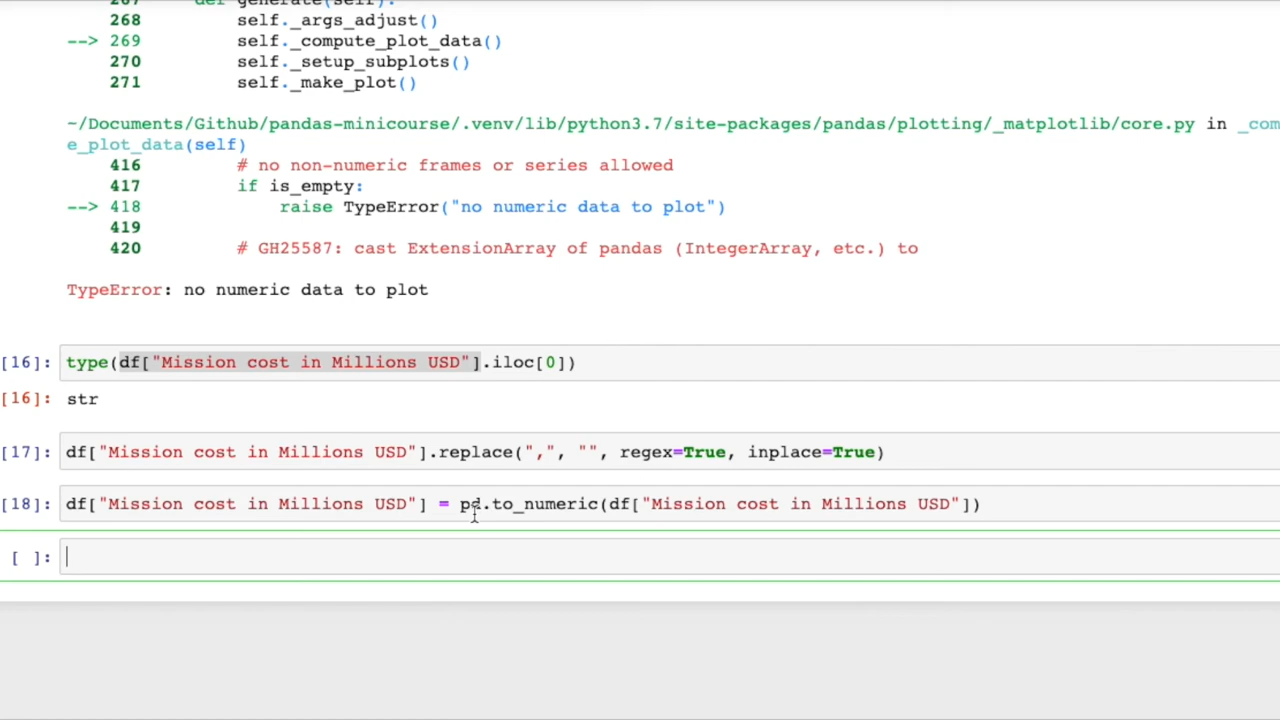 267 def generate(self):
268 self._args_adjust()
--> 269 self._compute_plot_data()
270 self._setup_subplots()
271 self._make_plot()
~/Documents/Github/pandas-minicourse/.venv/lib/python3.7/site-packages/pandas/plotting/_matplotlib/core.py in _com
e_plot_data(self)
416 # no non-numeric frames or series allowed
417 if is_empty:
--> 418 raise TypeError("no numeric data to plot")
419
420 # GH25587: cast ExtensionArray of pandas (IntegerArray, etc.) to
TypeError: no numeric data to plot
[16]: type(df["Mission cost in Millions USD"].iloc[0])
[16]: str
[17]: df["Mission cost in Millions USD"].replace(",", "", regex=True, inplace=True)
[18]: df["Mission cost in Millions USD"] = pd.to_numeric(df["Mission cost in Millions USD"])
[ ]: